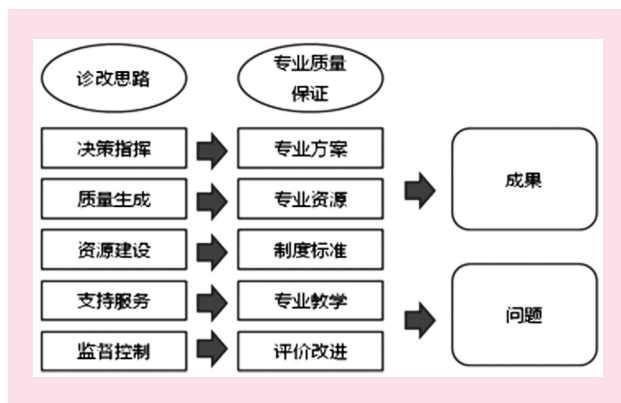 诊改思路
专业质量
保证
决策指挥
专业方案
质量生成
专业资源
资源建设
制度标准
支持服务
专业教学
监督控制
评价改进
成果
问题